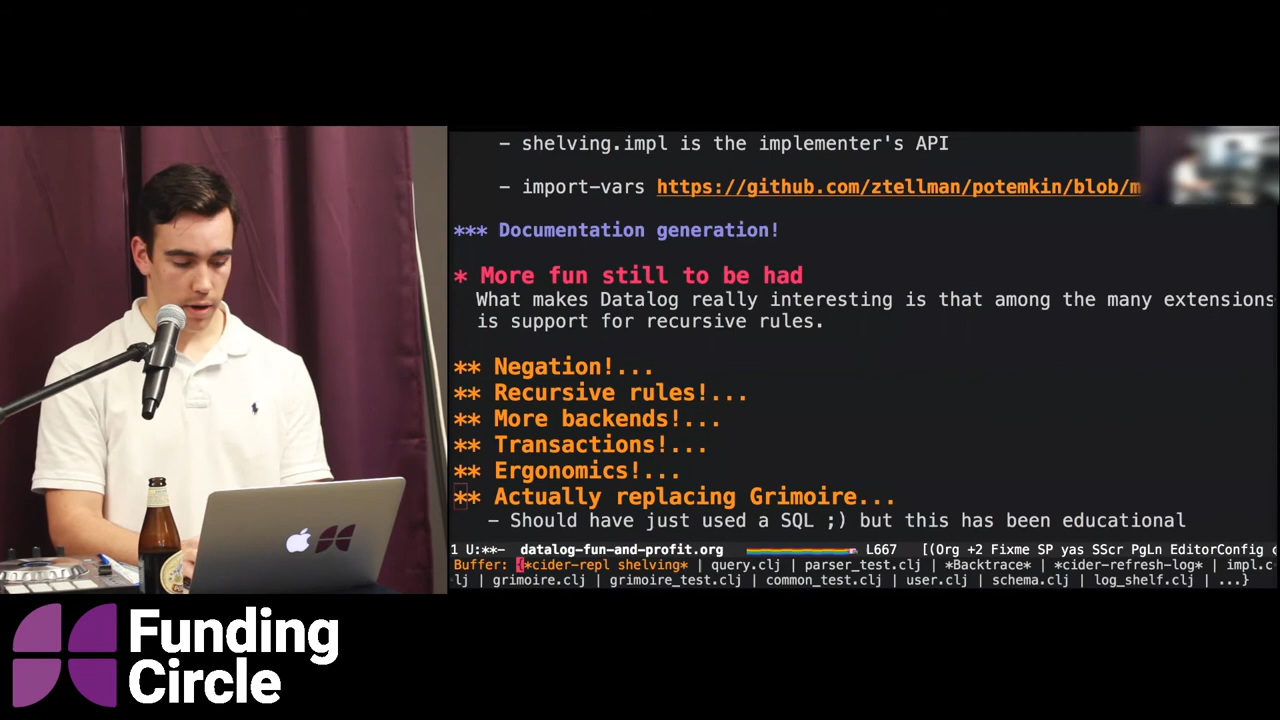 - shelving.impl is the implementer's API
- import-vars https://github.com/ztellman/potemkin/blob/m
*** Documentation generation!
* More fun still to be had
What makes Datalog really interesting is that among the many extensions
is support for recursive rules.
** Negation!...
** Recursive rules!...
** More backends!...
** Transactions!...
** Ergonomics!...
** Actually replacing Grimoire...
- Should have just used a SQL ;) but this has been educational
1 U:**- datalog-fun-and-profit.org L667 [(Org +2 Fixme SP yas SScr PgLn EditorConfig c
Buffer: {*cider-repl shelving* | query.clj | parser_test.clj | *Backtrace* | *cider-refresh-log* | impl.c
lj | grimoire.clj | grimoire_test.clj | common_test.clj | user.clj | schema.clj | log_shelf.clj | ...}
Funding
Circle